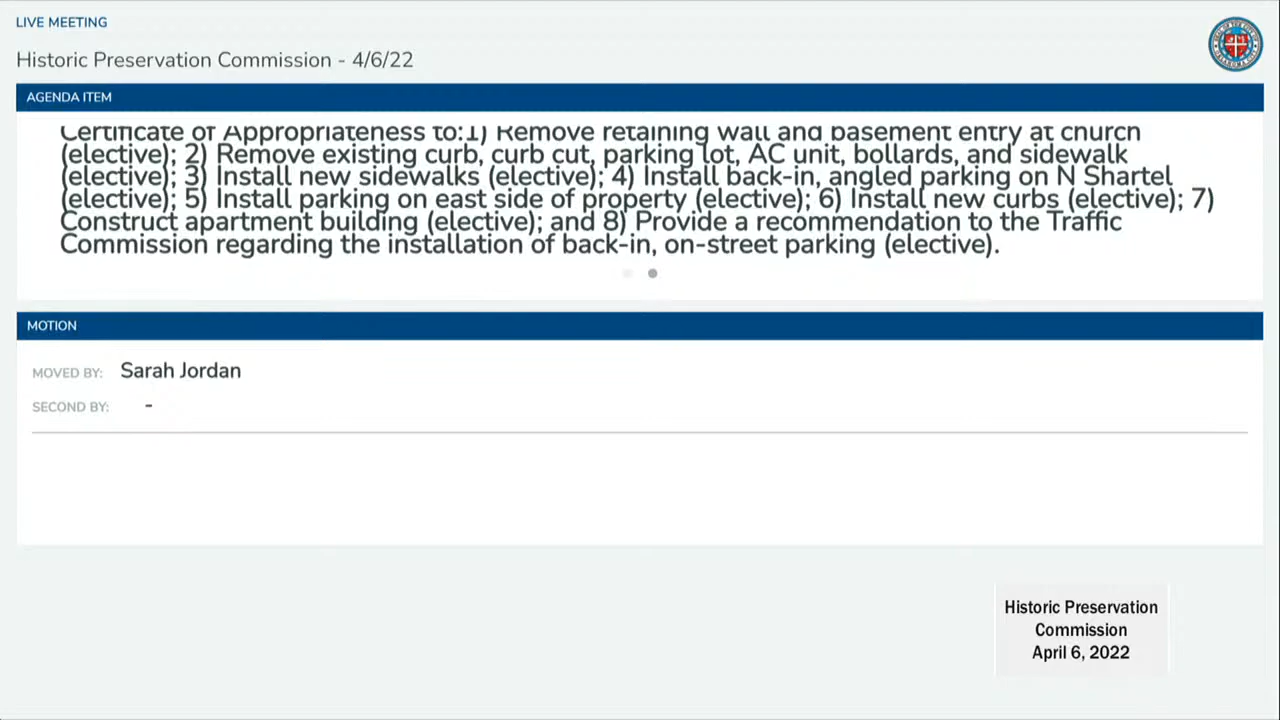 LIVE MEETING
Historic Preservation Commission - 4/6/22
AGENDA ITEM
Certificate of Appropriateness to:1) Remove retaining wall and basement entry at church
(elective); 2) Remove existing curb, curb cut, parking lot, AC unit, bollards, and sidewalk
(elective); 3) Install new sidewalks (elective); 4) Install back-in, angled parking on N Shartel
(elective); 5) Install parking on east side of property (elective); 6) Install new curbs (elective); 7)
Construct apartment building (elective); and 8) Provide a recommendation to the Traffic
Commission regarding the installation of back-in, on-street parking (elective).
MOTION
MOVED BY: Sarah Jordan
SECOND BY: -
Historic Preservation
Commission
April 6, 2022